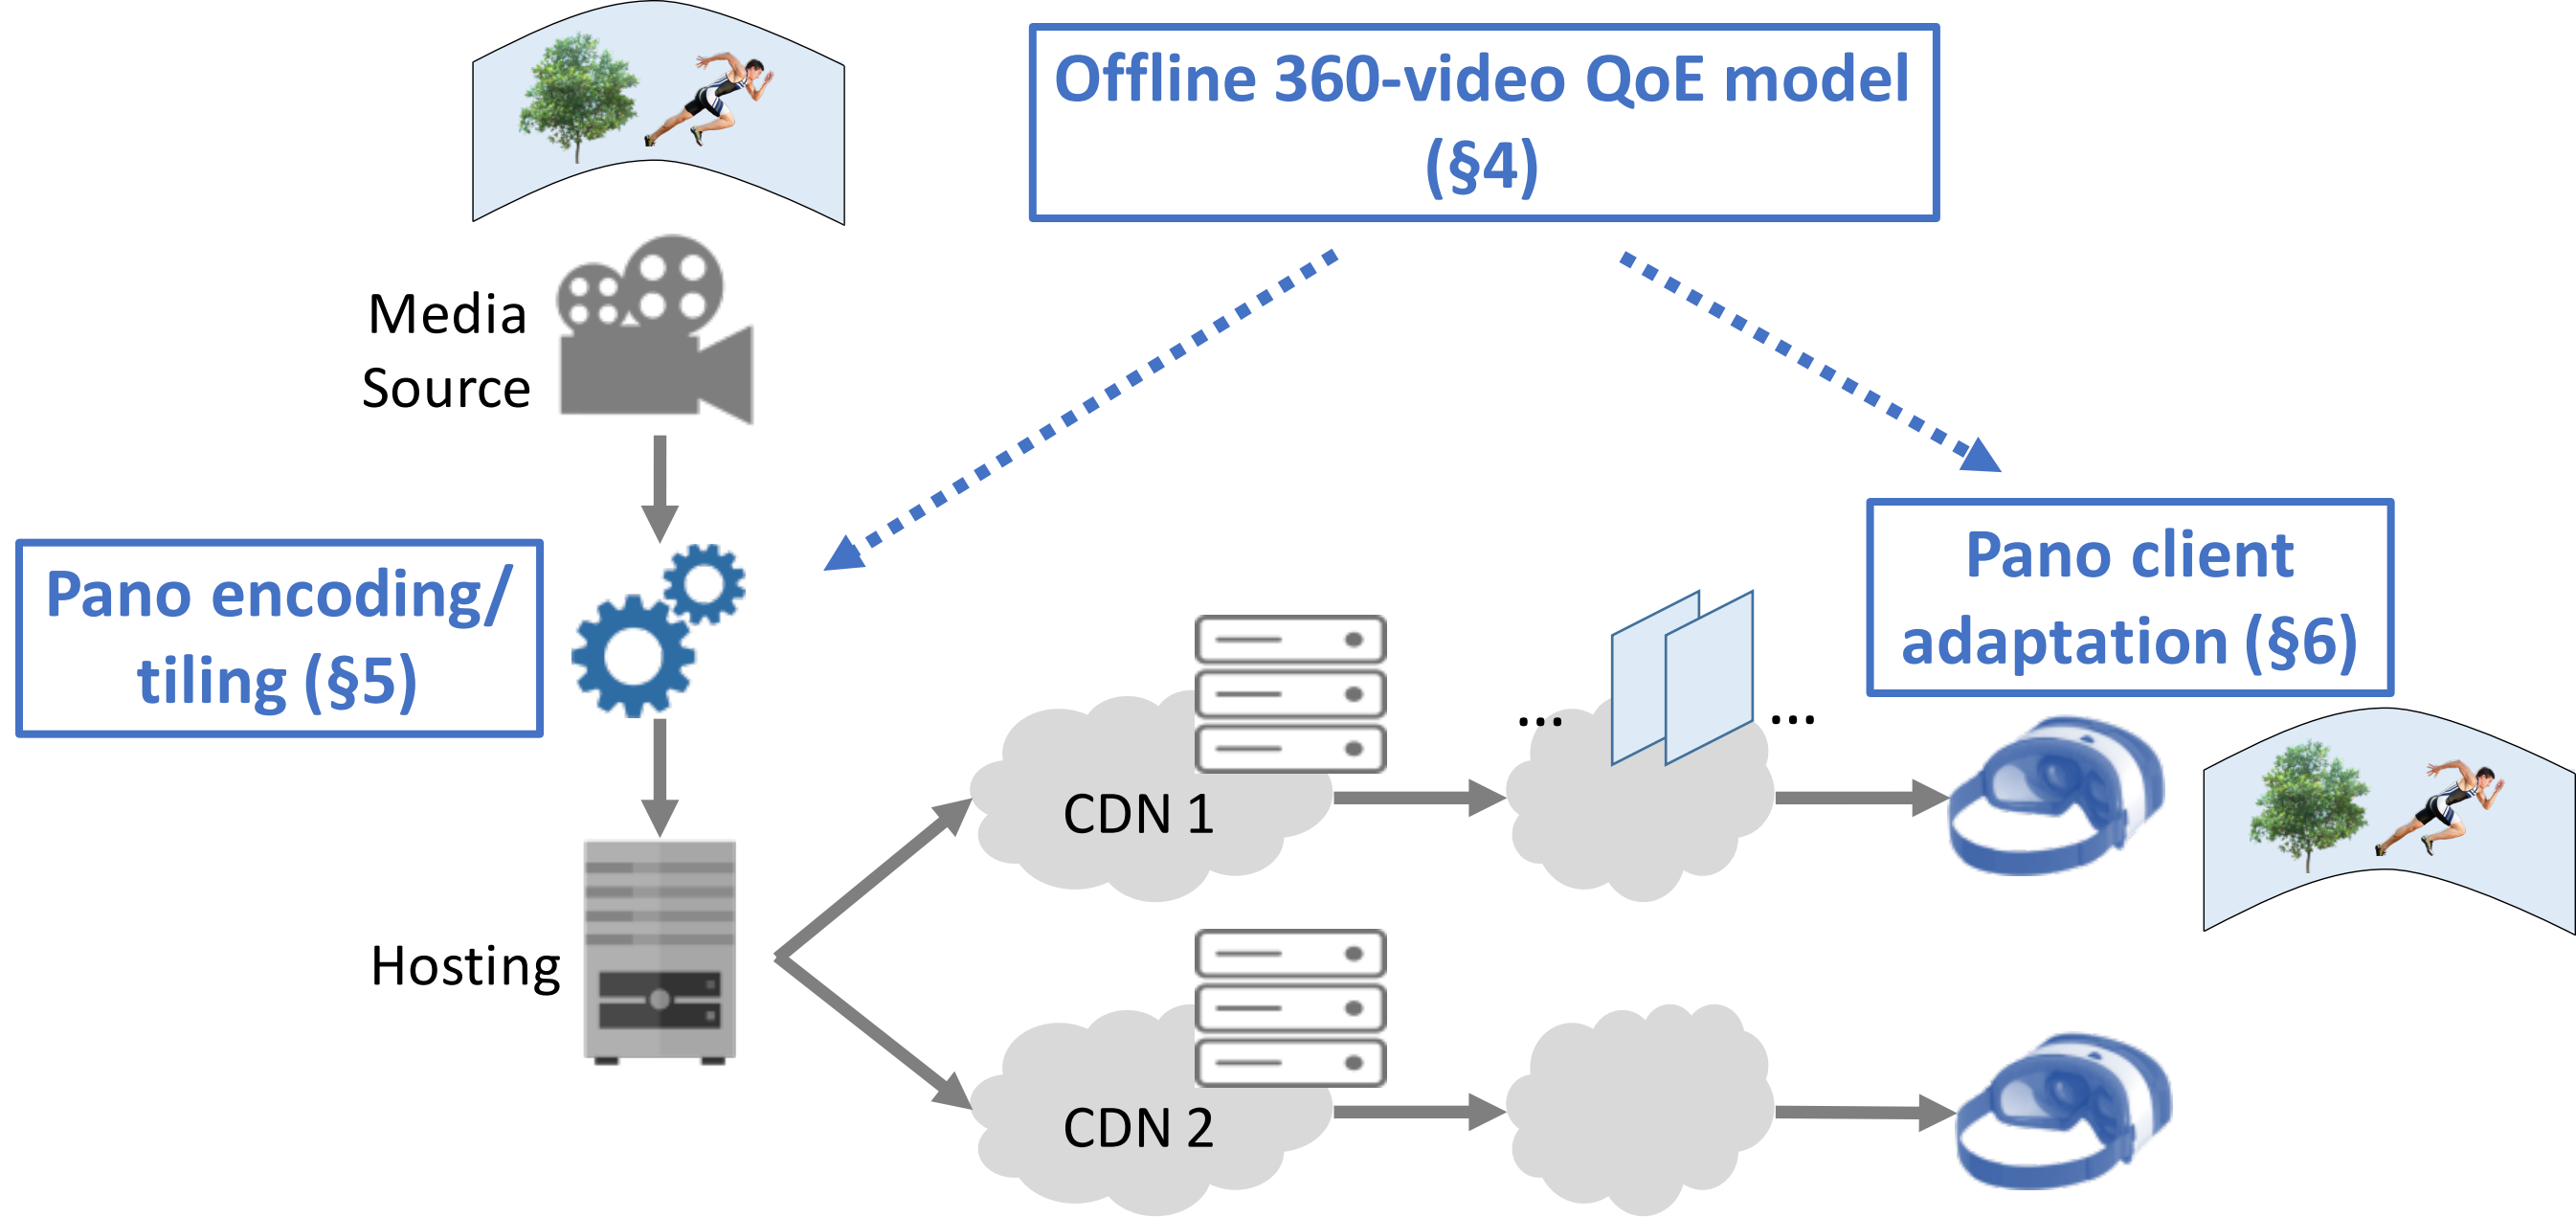 Offline 360-video QoE model
(§4)
Media
Source
Pano encoding/
tiling (§5)
Pano client
adaptation (§6)
...
...
CDN 1
Hosting
CDN 2